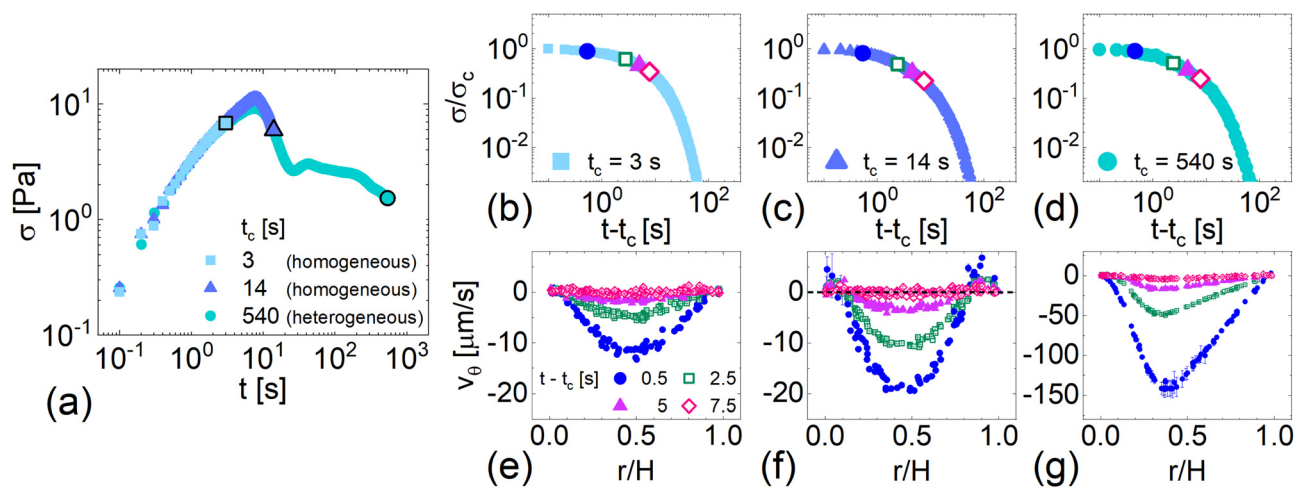 σ [Pa]
10¹
10⁰
10⁻¹
t_c [s]
3 (homogeneous)
14 (homogeneous)
540 (heterogeneous)
10⁻¹ 10⁰ 10¹ 10² 10³
t [s]
(a)
σ/σ_c
10⁰
10⁻¹
10⁻²
t_c = 3 s
10⁰ 10²
t-t_c [s]
(b)
10⁰
10⁻¹
10⁻²
t_c = 14 s
10⁰ 10²
t-t_c [s]
(c)
10⁰
10⁻¹
10⁻²
t_c = 540 s
10⁰ 10²
t-t_c [s]
(d)
v_θ [μm/s]
0
-10
-20
t - t_c [s] 0.5 2.5
5 7.5
0.0 0.5 1.0
r/H
(e)
0
-10
-20
0.0 0.5 1.0
r/H
(f)
0
-50
-100
-150
0.0 0.5 1.0
r/H
(g)